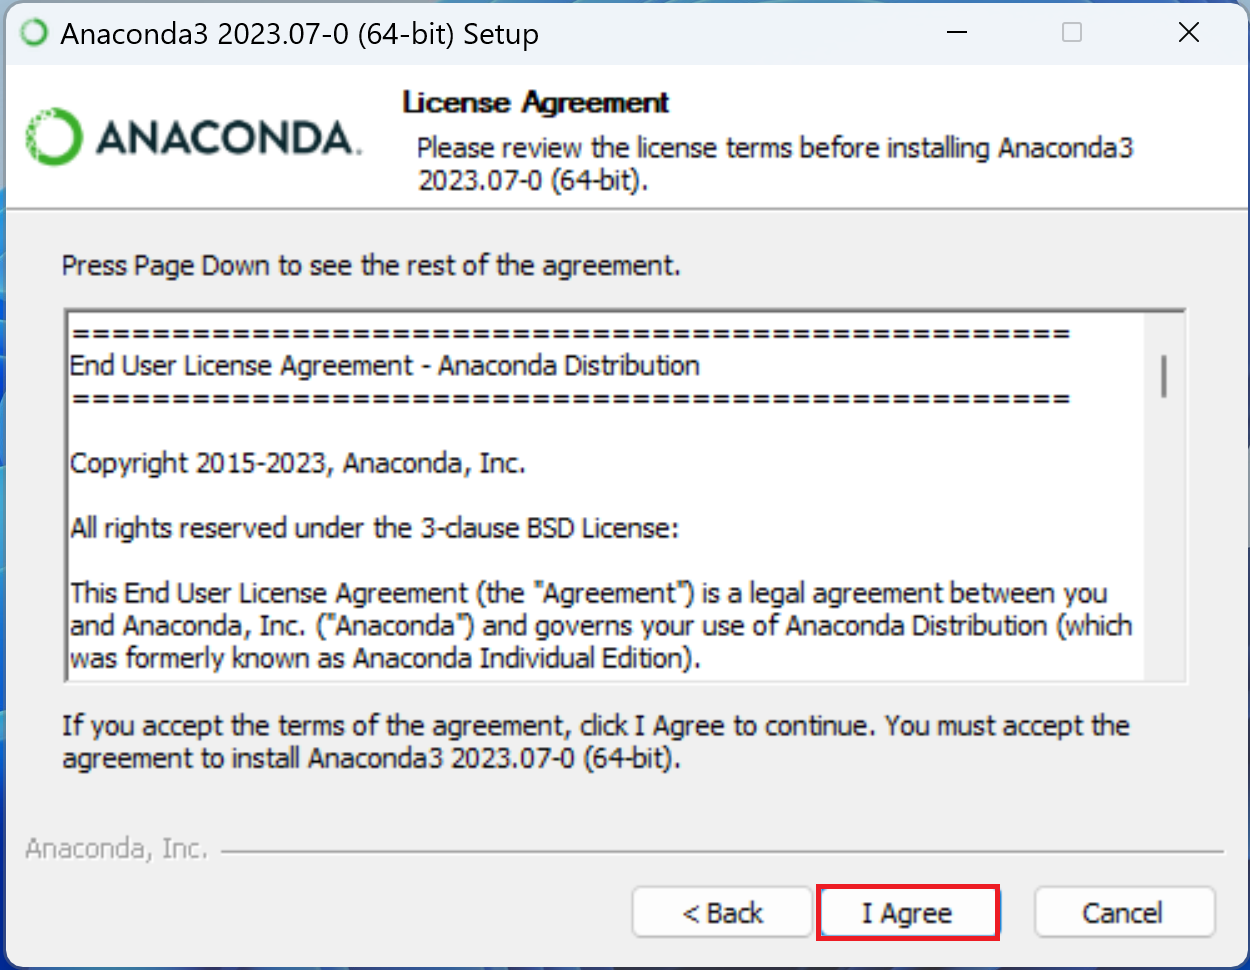 Anaconda3 2023.07-0 (64-bit) Setup
ANACONDA.
License Agreement
Please review the license terms before installing Anaconda3
2023.07-0 (64-bit).
Press Page Down to see the rest of the agreement.
==================================================
End User License Agreement - Anaconda Distribution
==================================================
Copyright 2015-2023, Anaconda, Inc.
All rights reserved under the 3-clause BSD License:
This End User License Agreement (the "Agreement") is a legal agreement between you
and Anaconda, Inc. ("Anaconda") and governs your use of Anaconda Distribution (which
was formerly known as Anaconda Individual Edition).
If you accept the terms of the agreement, click I Agree to continue. You must accept the
agreement to install Anaconda3 2023.07-0 (64-bit).
Anaconda, Inc.
< Back
I Agree
Cancel